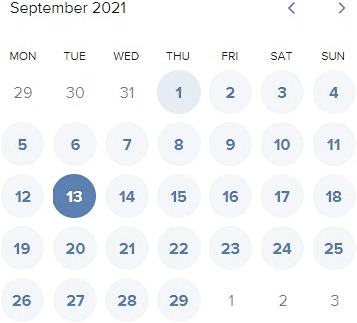 September 2021
MON TUE WED THU FRI SAT SUN
29 30 31 1 2 3 4
5 6 7 8 9 10 11
12 13 14 15 16 17 18
19 20 21 22 23 24 25
26 27 28 29 1 2 3